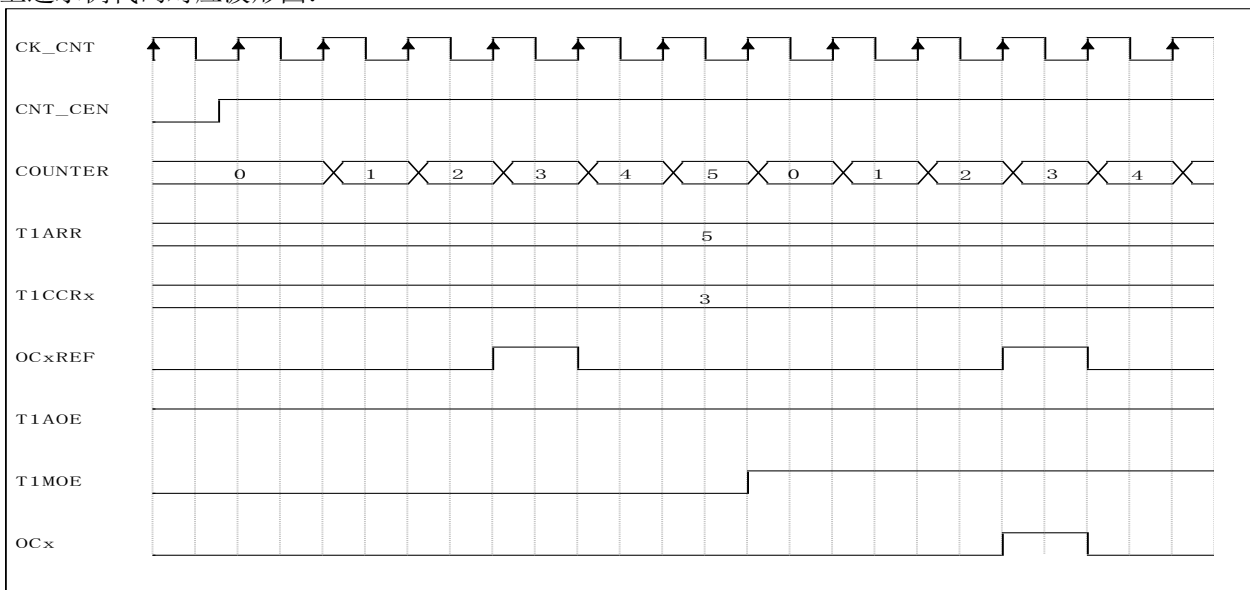 CK_CNT
CNT_CEN
COUNTER 0 1 2 3 4 5 0 1 2 3 4
T1ARR 5
T1CCRx 3
OCxREF
T1AOE
T1MOE
OCx